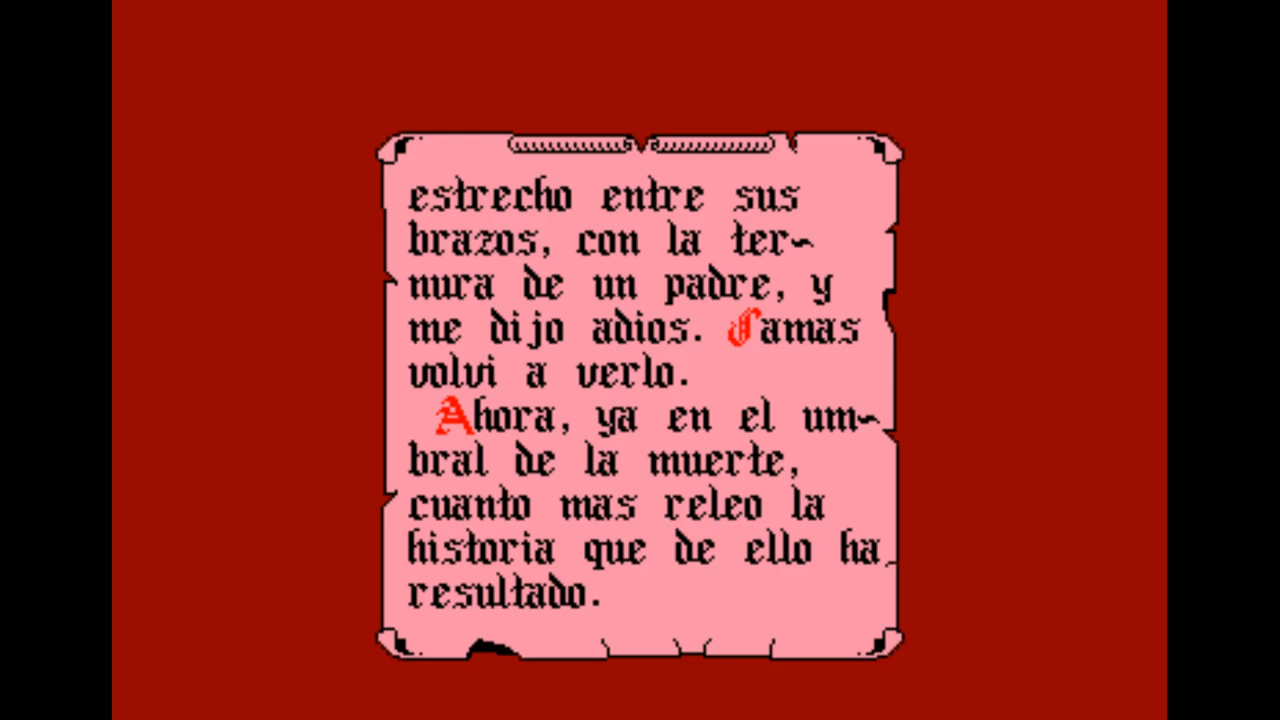 estrecho entre sus
brazos, con la ter~
nura de un padre, y
me dijo adios. Jamas
volvi a verlo.
Ahora, ya en el um~
bral de la muerte,
cuanto mas releo la
historia que de ello ha
resultado.